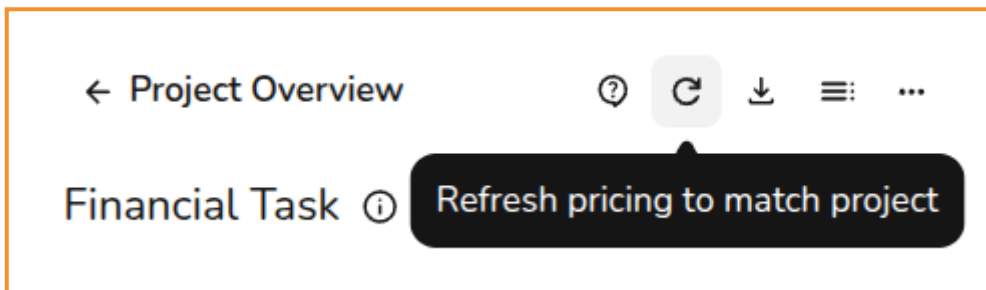 ← Project Overview
Financial Task
Refresh pricing to match project